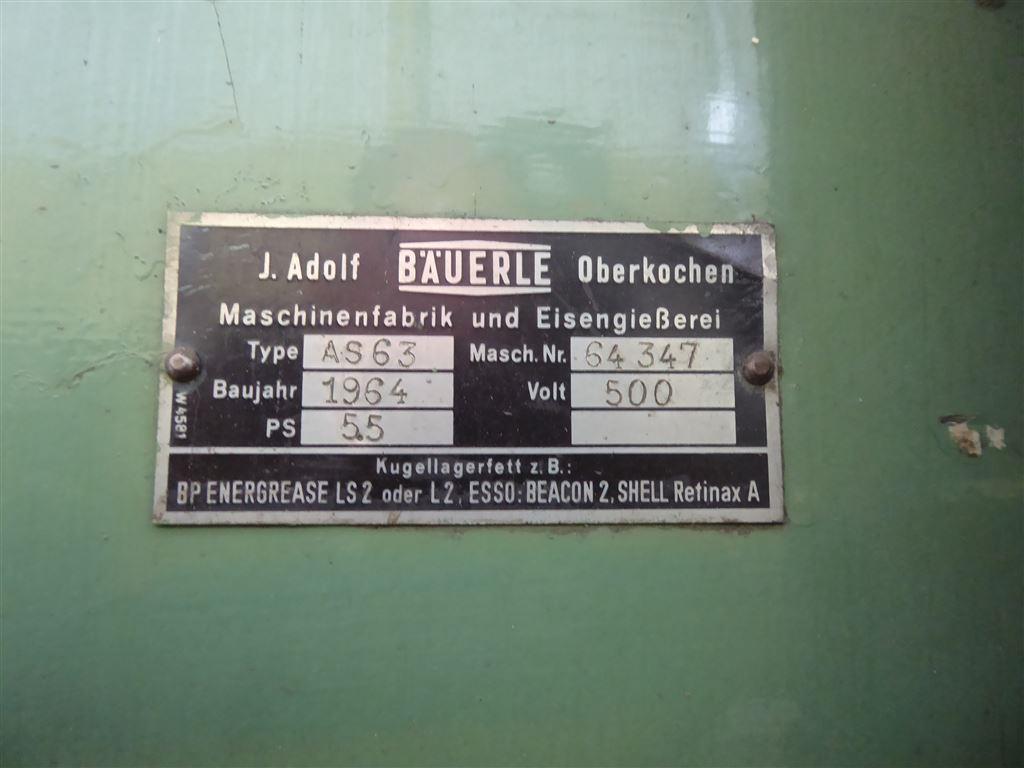 J. Adolf BÄUERLE Oberkochen
Maschinenfabrik und Eisengießerei
Type AS63 Masch. Nr. 64 347
Baujahr 1964 Volt 500
PS 5.5
W 4581
Kugellagerfett z. B.:
BP ENERGREASE LS 2 oder L 2, ESSO: BEACON 2, SHELL Retinax A